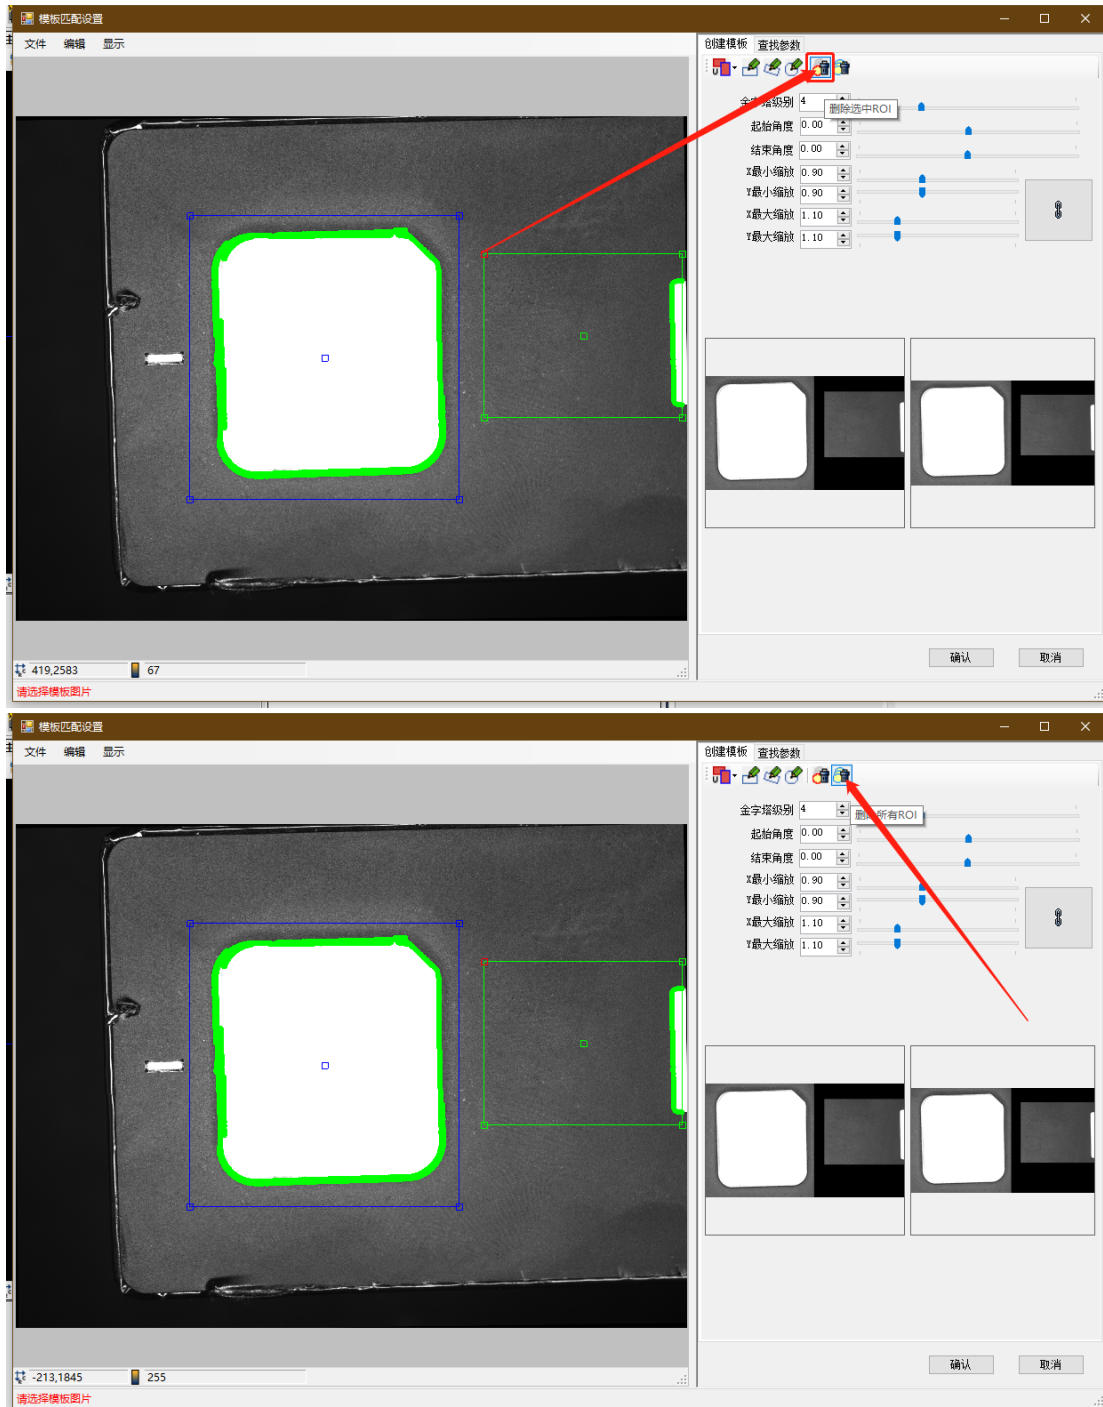 模板匹配设置
文件 编辑 显示
创建模板 查找参数
金字塔级别 4
删除选中ROI
起始角度 0.00
结束角度 0.00
X最小缩放 0.90
Y最小缩放 0.90
X最大缩放 1.10
Y最大缩放 1.10
确认 取消
419,2583 67
请选择模板图片
模板匹配设置
文件 编辑 显示
创建模板 查找参数
金字塔级别 4
删除所有ROI
起始角度 0.00
结束角度 0.00
X最小缩放 0.90
Y最小缩放 0.90
X最大缩放 1.10
Y最大缩放 1.10
确认 取消
-213,1845 255
请选择模板图片